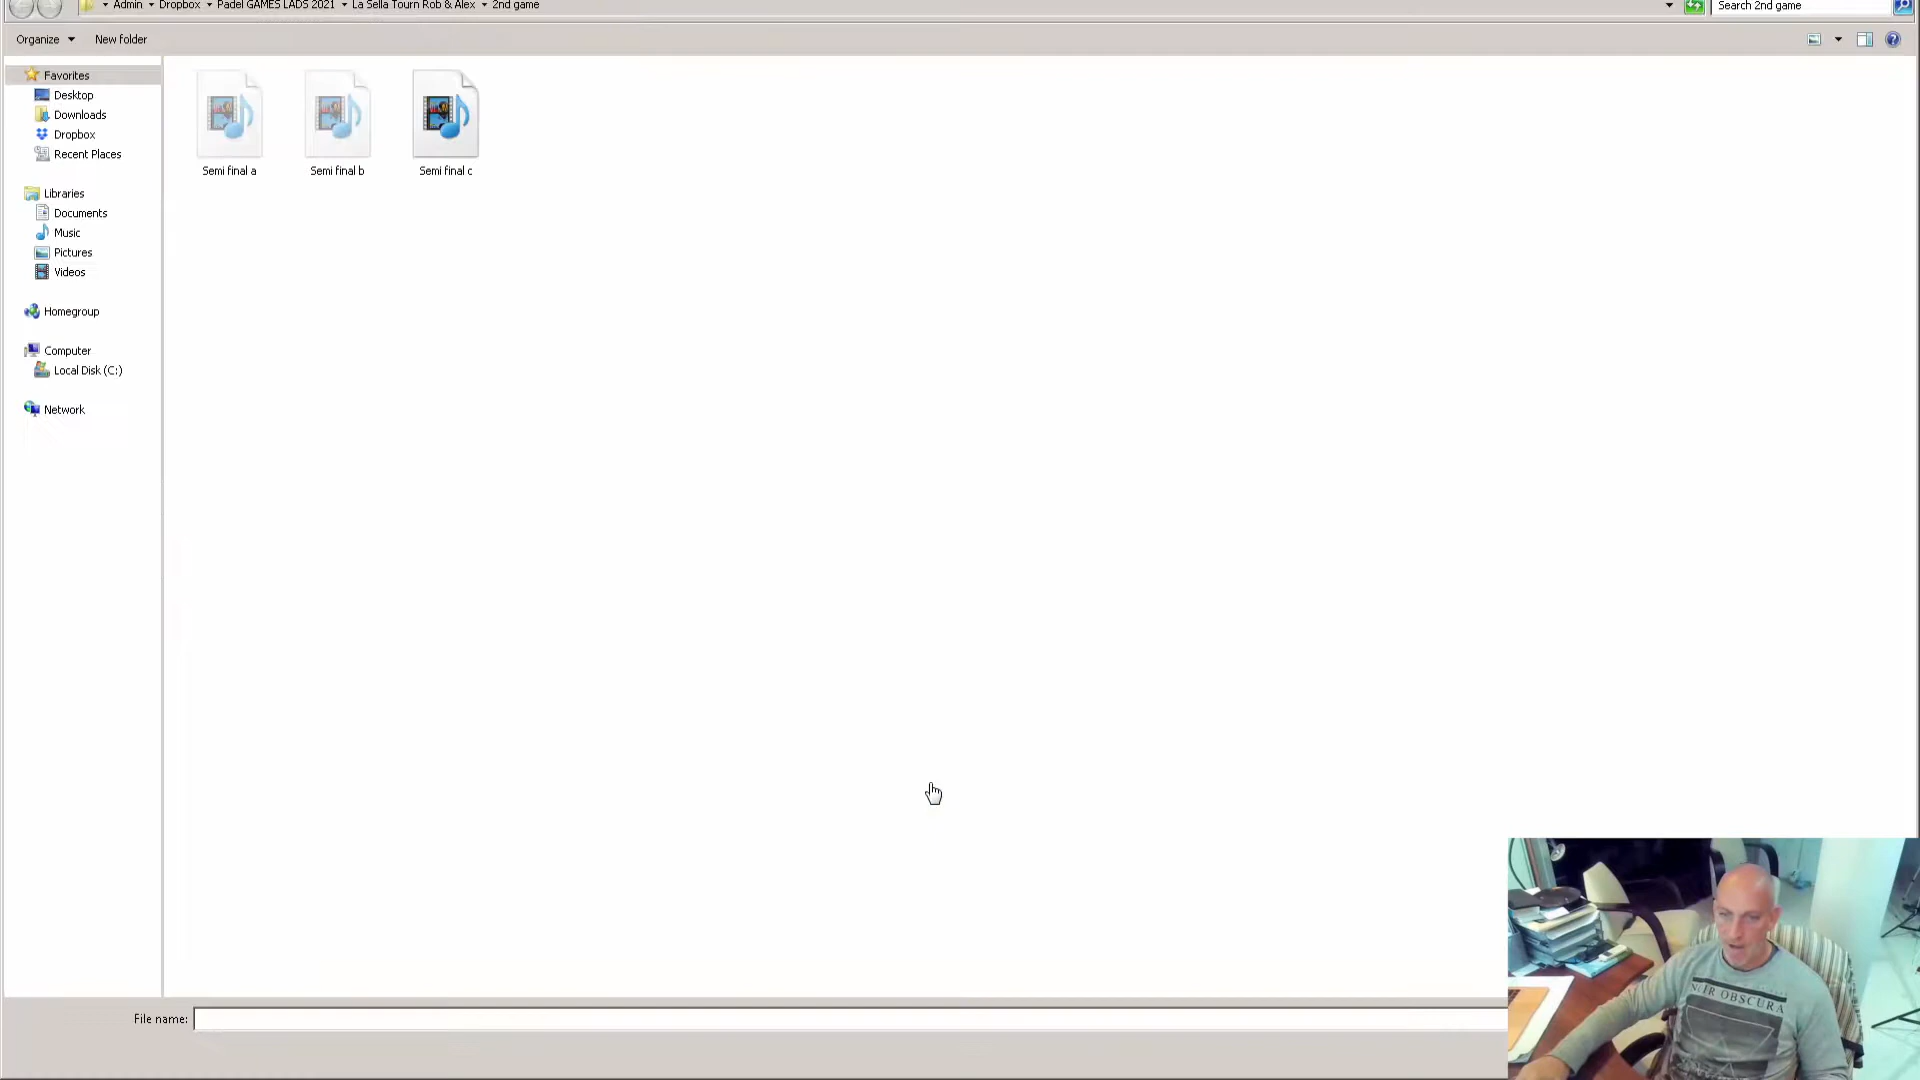 Admin Dropbox Padel GAMES LADS 2021 La Sella Tourn Rob & Alex 2nd game
Search 2nd game
Organize New folder
Favorites
Desktop
Downloads
Dropbox
Recent Places
Libraries
Documents
Music
Pictures
Videos
Homegroup
Computer
Local Disk (C:)
Network
Semi final a
Semi final b
Semi final c
File name:
NOIR OBSCURA